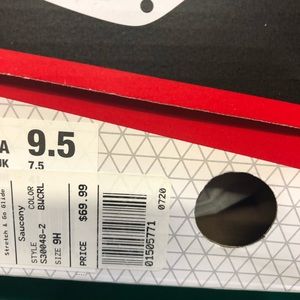 A 9.5
UK 7.5
Stretch & Go Glide
Saucony
STYLE COLOR
S30048-2 BWCRL
SIZE 9H
PRICE $69.99
01505771
0720